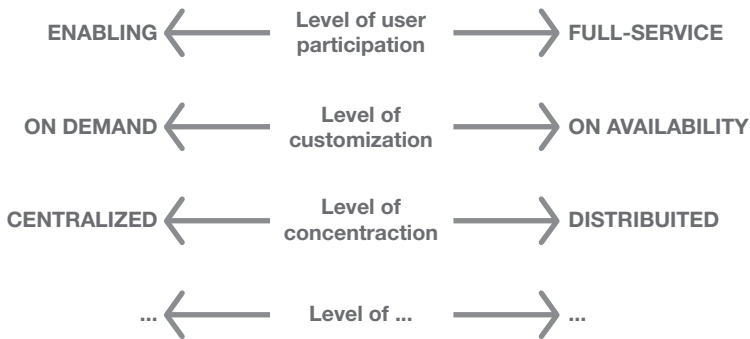 ENABLING Level of user participation FULL-SERVICE
ON DEMAND Level of customization ON AVAILABILITY
CENTRALIZED Level of concentraction DISTRIBUITED
... Level of ... ...